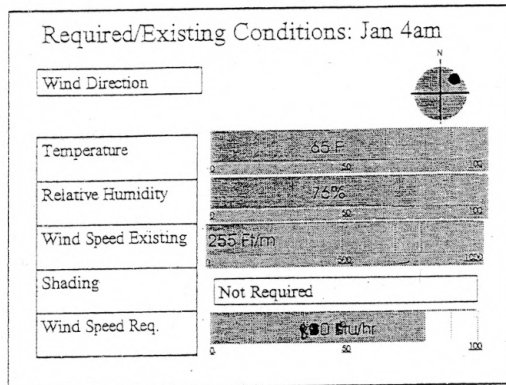 Required/Existing Conditions: Jan 4am
N
Wind Direction
Temperature
65 F
0 50 100
Relative Humidity
76%
0 50 100
Wind Speed Existing
255 Ft/m
500 1000
Shading
Not Required
Wind Speed Req.
Btu/hr
0 50 100